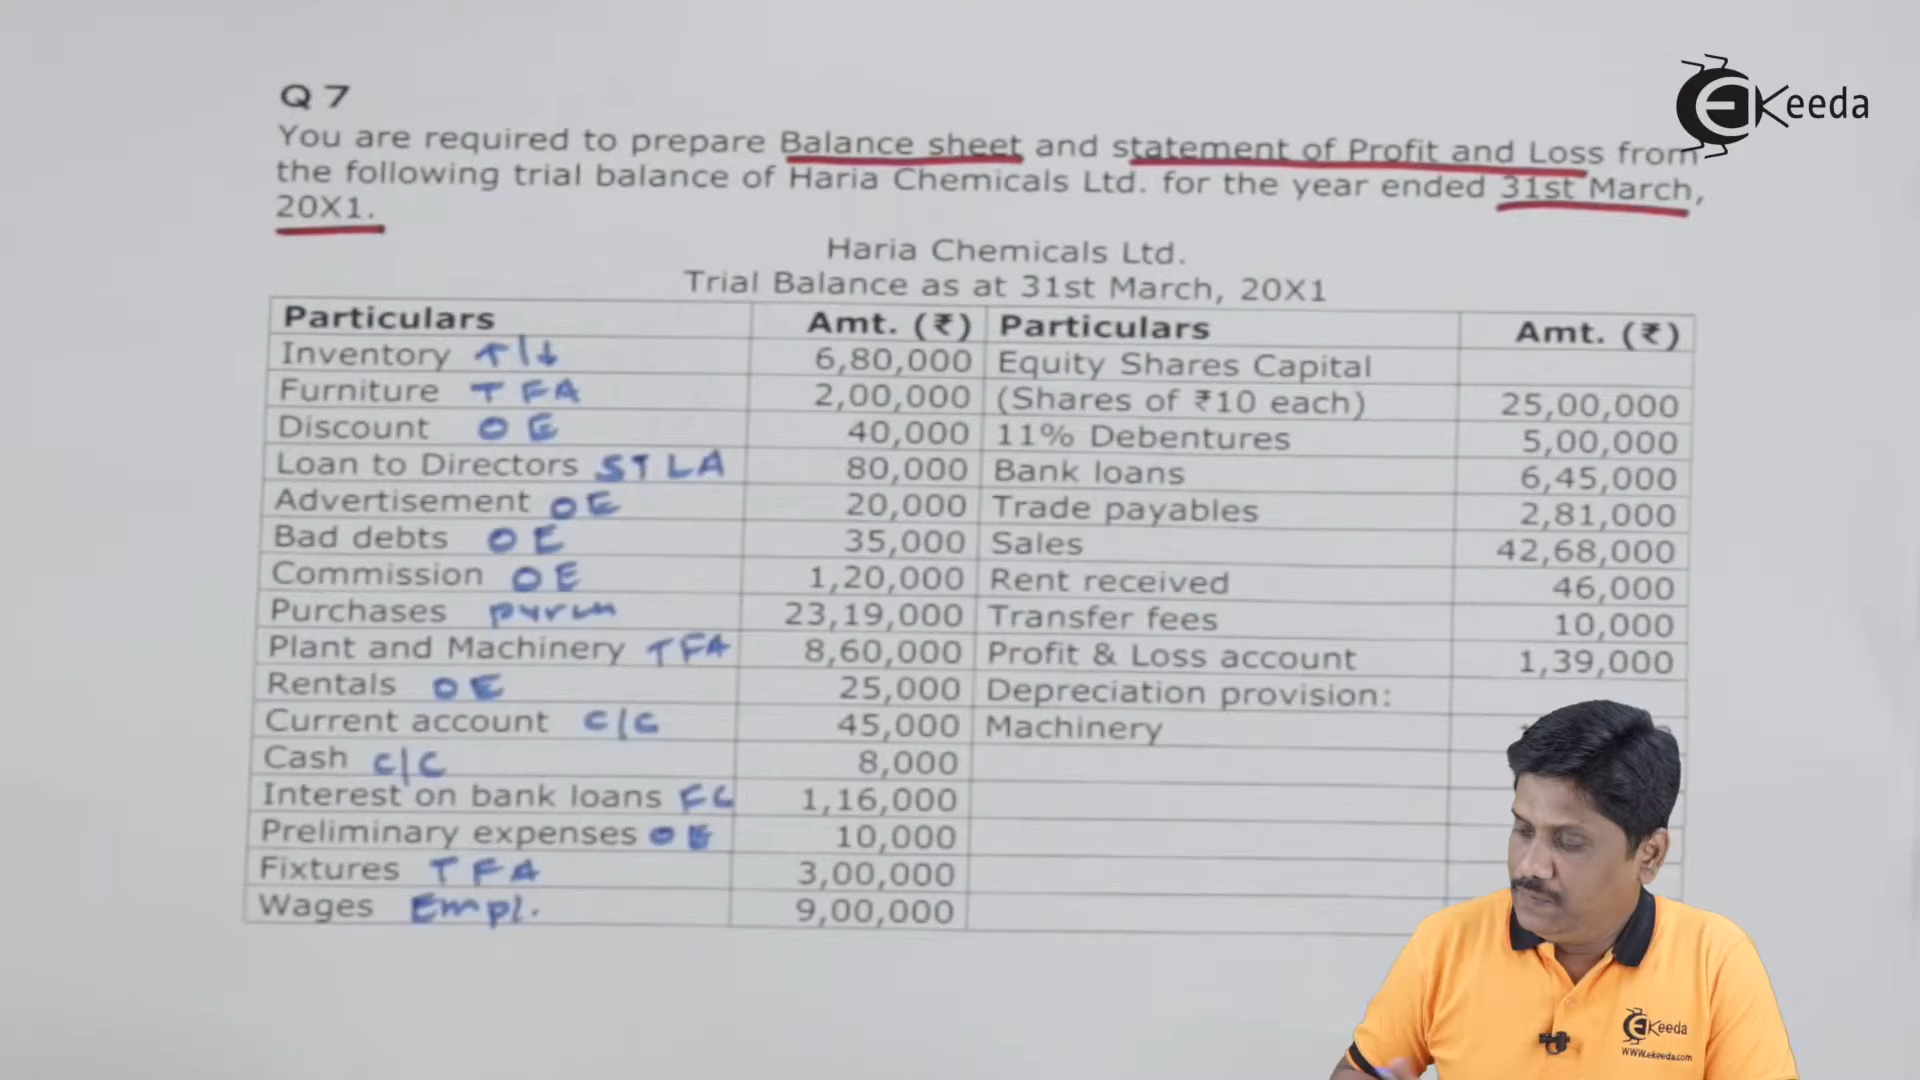 Keeda
Q 7
You are required to prepare Balance sheet and statement of Profit and Loss from
the following trial balance of Haria Chemicals Ltd. for the year ended 31st March,
20X1.
Haria Chemicals Ltd.
Trial Balance as at 31st March, 20X1
Particulars Amt. (₹) Particulars Amt. (₹)
Inventory ↑|↓ 6,80,000 Equity Shares Capital
Furniture TFA 2,00,000 (Shares of ₹10 each) 25,00,000
Discount OE 40,000 11% Debentures 5,00,000
Loan to Directors STLA 80,000 Bank loans 6,45,000
Advertisement OE 20,000 Trade payables 2,81,000
Bad debts OE 35,000 Sales 42,68,000
Commission OE 1,20,000 Rent received 46,000
Purchases 23,19,000 Transfer fees 10,000
Plant and Machinery TFA 8,60,000 Profit & Loss account 1,39,000
Rentals OE 25,000 Depreciation provision:
Current account C/C 45,000 Machinery
Cash C/C 8,000
Interest on bank loans FC 1,16,000
Preliminary expenses OE 10,000
Fixtures TFA 3,00,000
Wages Empl. 9,00,000
Keeda
www.ekeeda.com